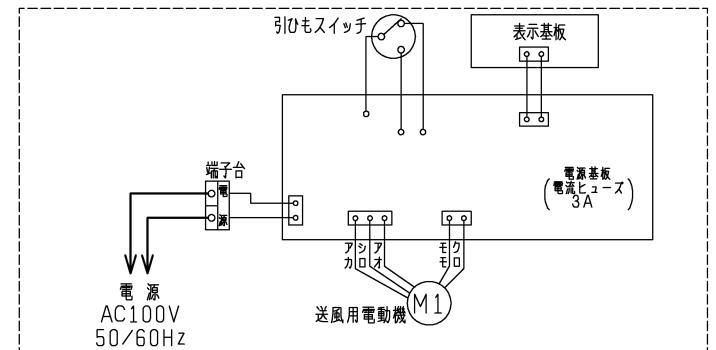 引ひもスイッチ
表示基板
端子台
電
源
電源基板
(電流ヒューズ)
3A
アカ
シロ
アオ
モモ
クロ
送風用電動機
M1
電 源
AC100V
50/60Hz